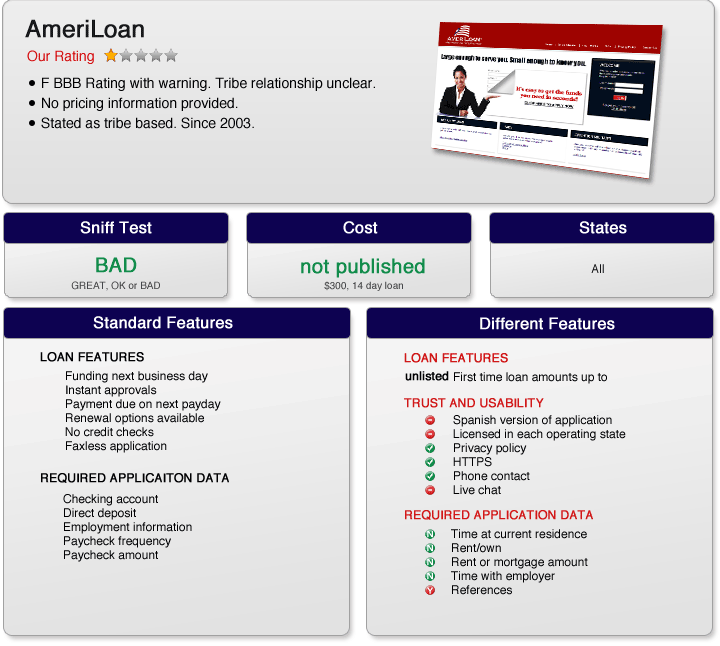 AmeriLoan
Our Rating
F BBB Rating with warning. Tribe relationship unclear.
No pricing information provided.
Stated as tribe based. Since 2003.
AMERILOAN
Large enough to serve you. Small enough to know you.
WELCOME
It's easy to get the funds
you need in seconds!
CLICK HERE TO APPLY NOW
Sniff Test
BAD
GREAT, OK or BAD
Cost
not published
$300, 14 day loan
States
All
Standard Features
LOAN FEATURES
Funding next business day
Instant approvals
Payment due on next payday
Renewal options available
No credit checks
Faxless application
REQUIRED APPLICAITON DATA
Checking account
Direct deposit
Employment information
Paycheck frequency
Paycheck amount
Different Features
LOAN FEATURES
unlisted First time loan amounts up to
TRUST AND USABILITY
Spanish version of application
Licensed in each operating state
Privacy policy
HTTPS
Phone contact
Live chat
REQUIRED APPLICATION DATA
N Time at current residence
N Rent/own
N Rent or mortgage amount
N Time with employer
Y References